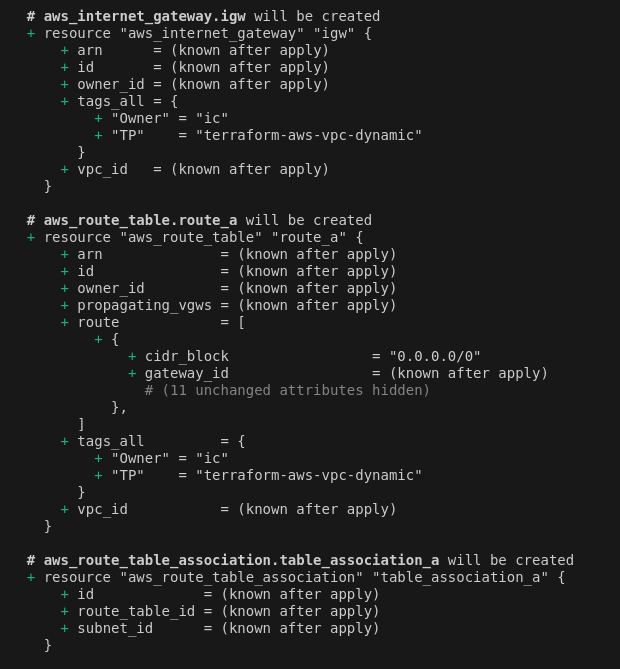 # aws_internet_gateway.igw will be created
+ resource "aws_internet_gateway" "igw" {
+ arn      = (known after apply)
+ id       = (known after apply)
+ owner_id = (known after apply)
+ tags_all = {
+ "Owner" = "ic"
+ "TP"    = "terraform-aws-vpc-dynamic"
}
+ vpc_id   = (known after apply)
}
# aws_route_table.route_a will be created
+ resource "aws_route_table" "route_a" {
+ arn              = (known after apply)
+ id               = (known after apply)
+ owner_id         = (known after apply)
+ propagating_vgws = (known after apply)
+ route            = [
+ {
+ cidr_block                 = "0.0.0.0/0"
+ gateway_id                 = (known after apply)
# (11 unchanged attributes hidden)
},
]
+ tags_all         = {
+ "Owner" = "ic"
+ "TP"    = "terraform-aws-vpc-dynamic"
}
+ vpc_id           = (known after apply)
}
# aws_route_table_association.table_association_a will be created
+ resource "aws_route_table_association" "table_association_a" {
+ id             = (known after apply)
+ route_table_id = (known after apply)
+ subnet_id      = (known after apply)
}